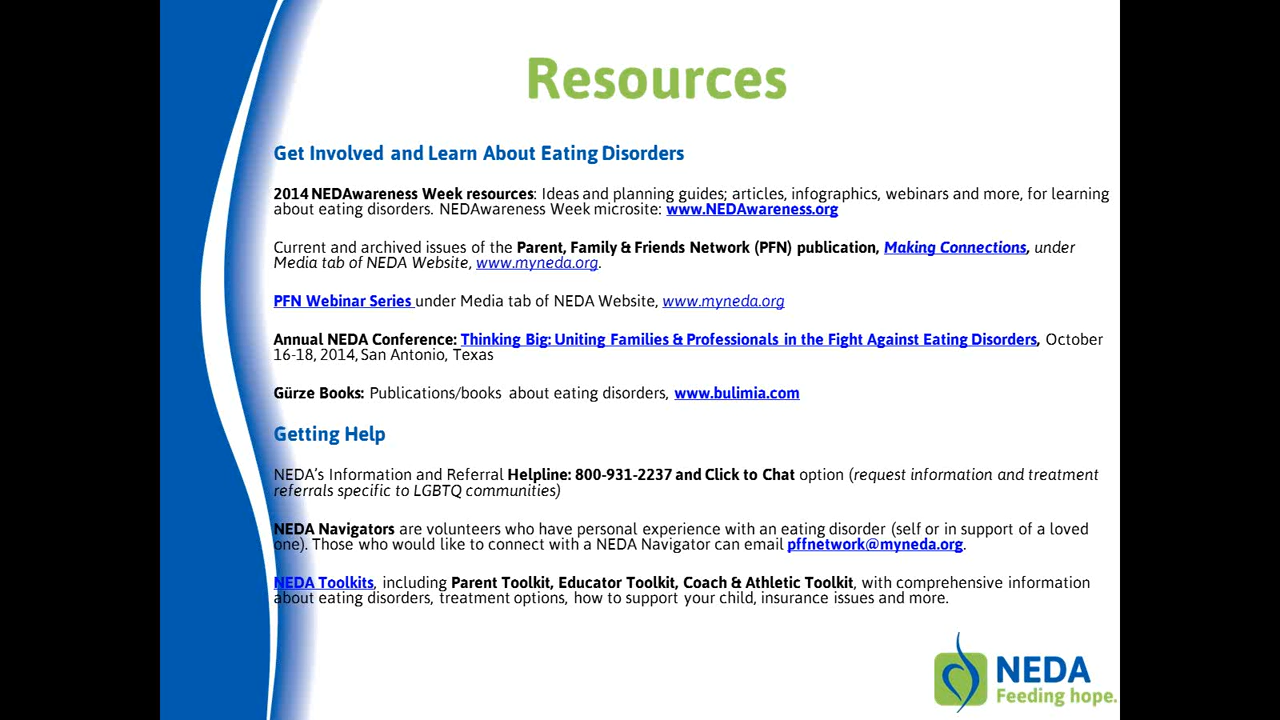 Resources
Get Involved and Learn About Eating Disorders
2014 NEDAwareness Week resources: Ideas and planning guides; articles, infographics, webinars and more, for learning
about eating disorders. NEDAwareness Week microsite: www.NEDAwareness.org
Current and archived issues of the Parent, Family & Friends Network (PFN) publication, Making Connections, under
Media tab of NEDA Website, www.myneda.org.
PFN Webinar Series under Media tab of NEDA Website, www.myneda.org
Annual NEDA Conference: Thinking Big: Uniting Families & Professionals in the Fight Against Eating Disorders, October
16-18, 2014, San Antonio, Texas
Gürze Books: Publications/books about eating disorders, www.bulimia.com
Getting Help
NEDA's Information and Referral Helpline: 800-931-2237 and Click to Chat option (request information and treatment
referrals specific to LGBTQ communities)
NEDA Navigators are volunteers who have personal experience with an eating disorder (self or in support of a loved
one). Those who would like to connect with a NEDA Navigator can email pffnetwork@myneda.org.
NEDA Toolkits, including Parent Toolkit, Educator Toolkit, Coach & Athletic Toolkit, with comprehensive information
about eating disorders, treatment options, how to support your child, insurance issues and more.
NEDA
Feeding hope.